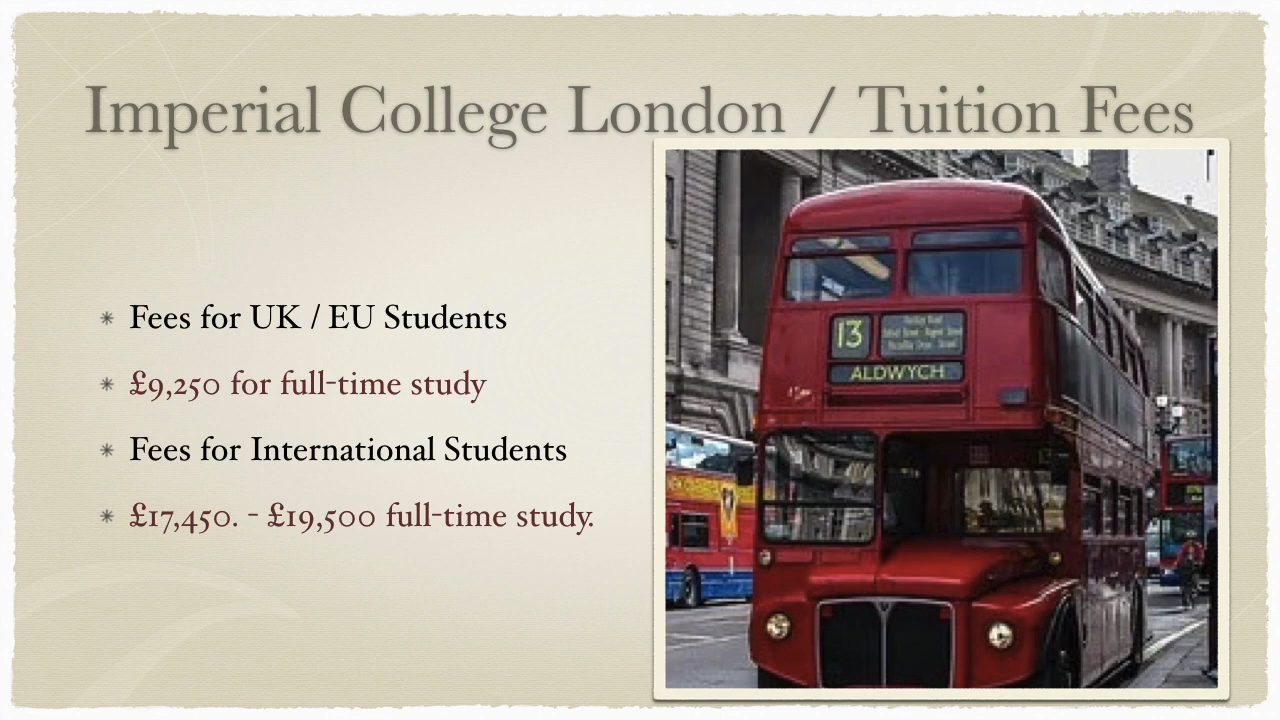 Imperial College London / Tuition Fees
Fees for UK / EU Students
£9,250 for full-time study
Fees for International Students
£17,450. - £19,500 full-time study.
13
ALDWYCH